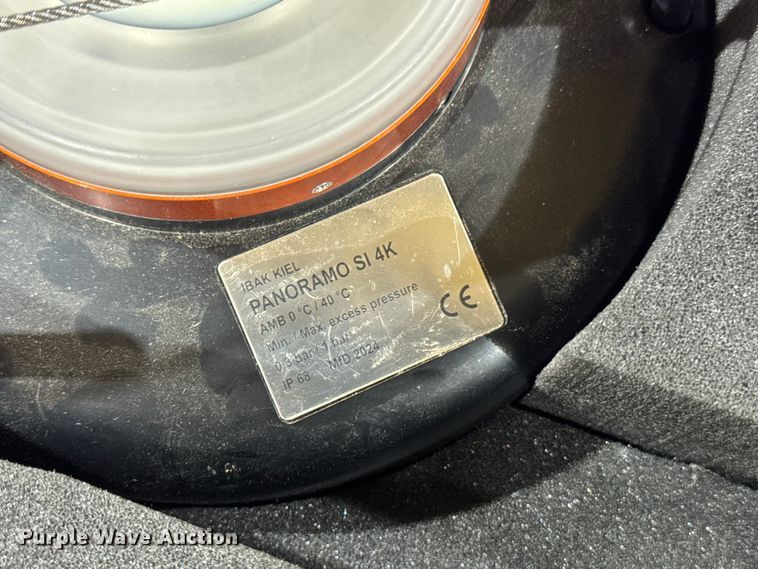 IBAK KIEL
PANORAMO SI 4K
AMB 0 °C / 40 °C
Min. / Max. excess pressure
0,3 bar / 1 bar
IP 68 MfD 2024
CE
Purple Wave Auction